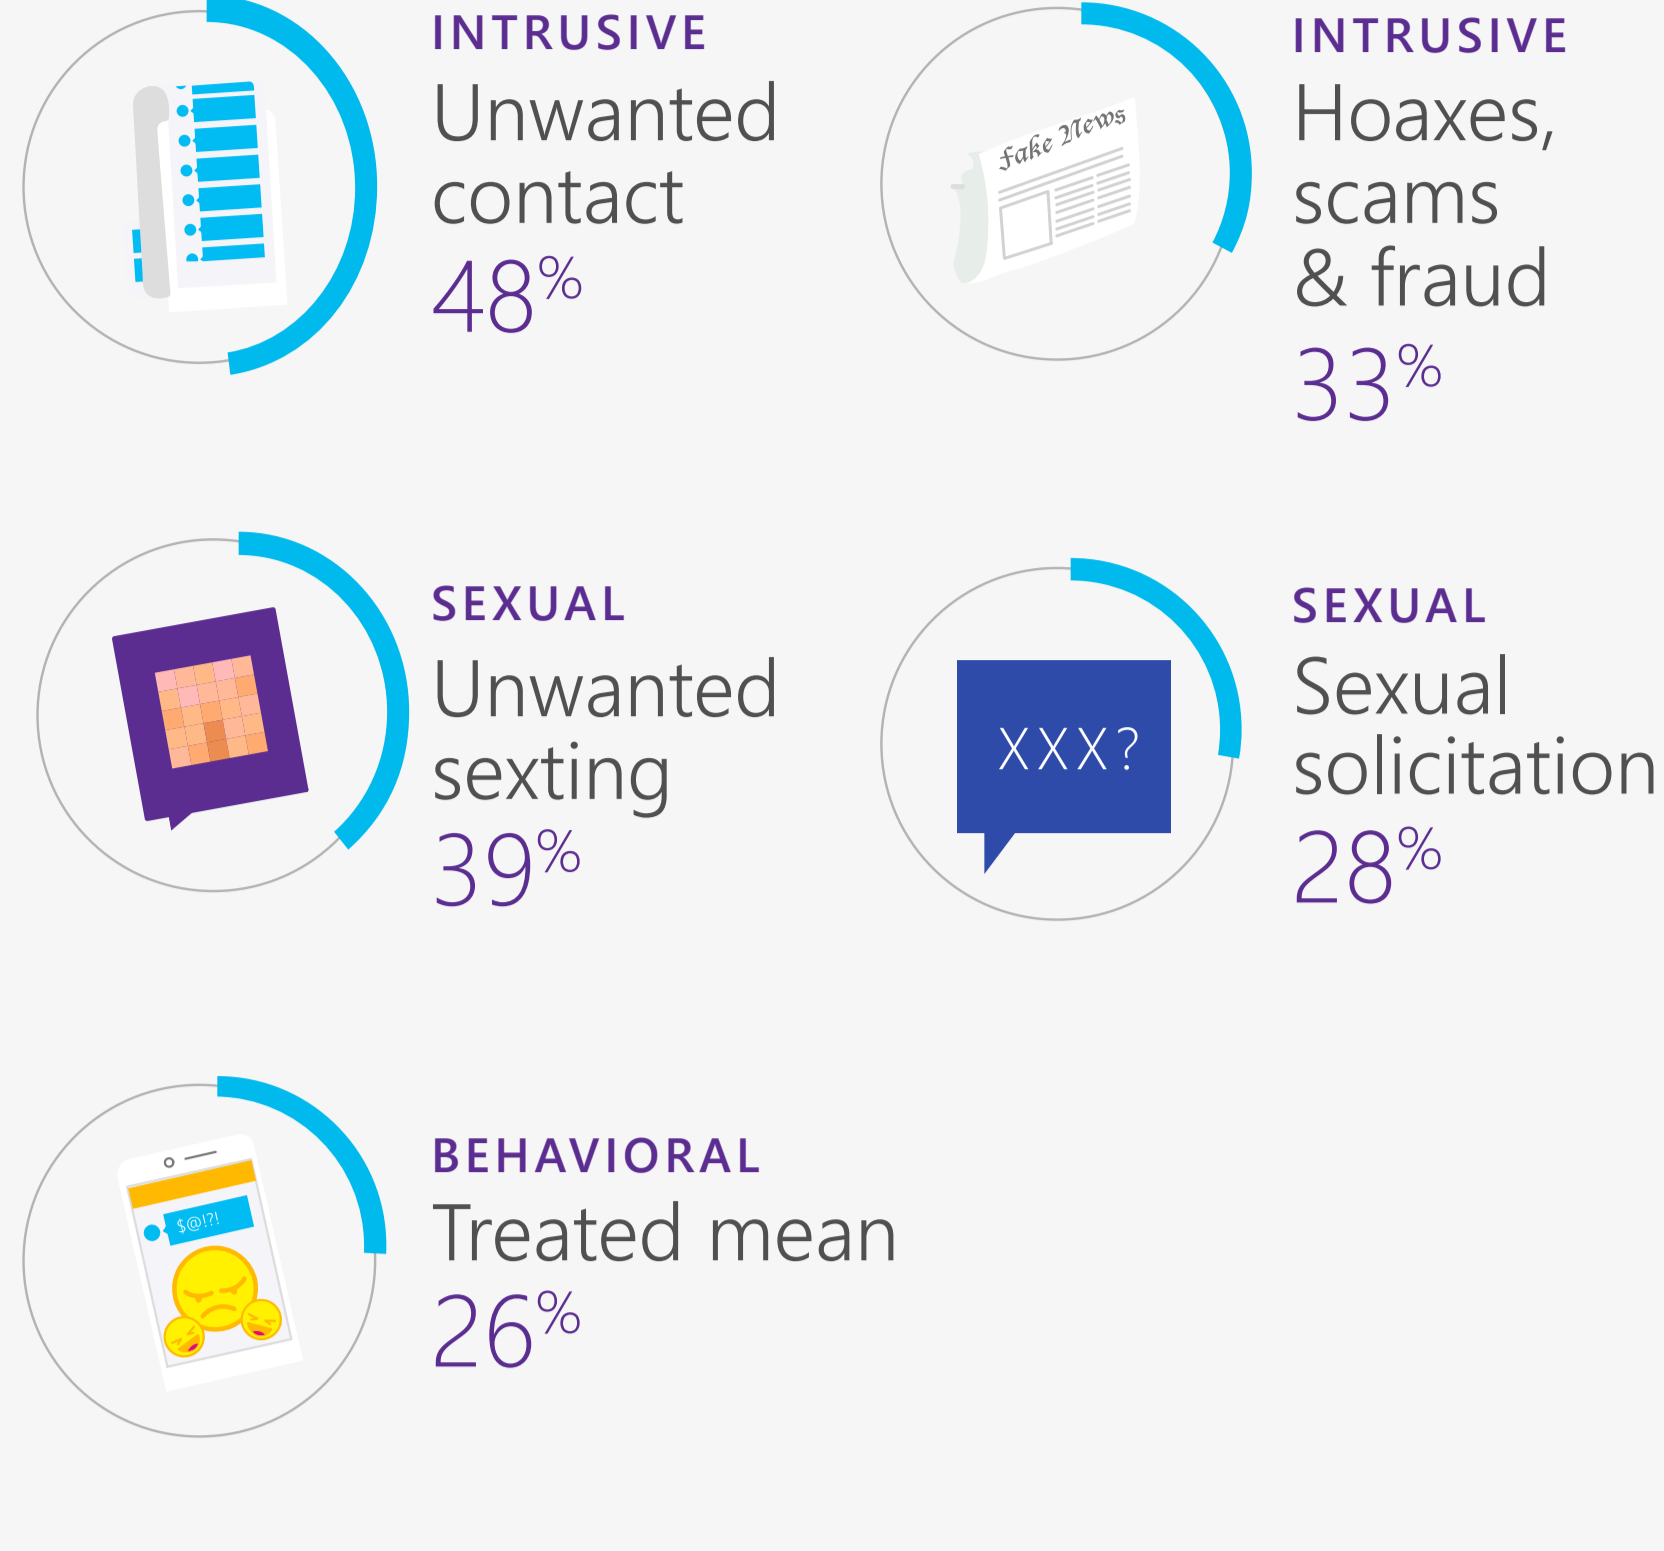 INTRUSIVE
Unwanted
contact
48%
Fake News
INTRUSIVE
Hoaxes,
scams
& fraud
33%
SEXUAL
Unwanted
sexting
39%
XXX?
SEXUAL
Sexual
solicitation
28%
$@!?!
BEHAVIORAL
Treated mean
26%